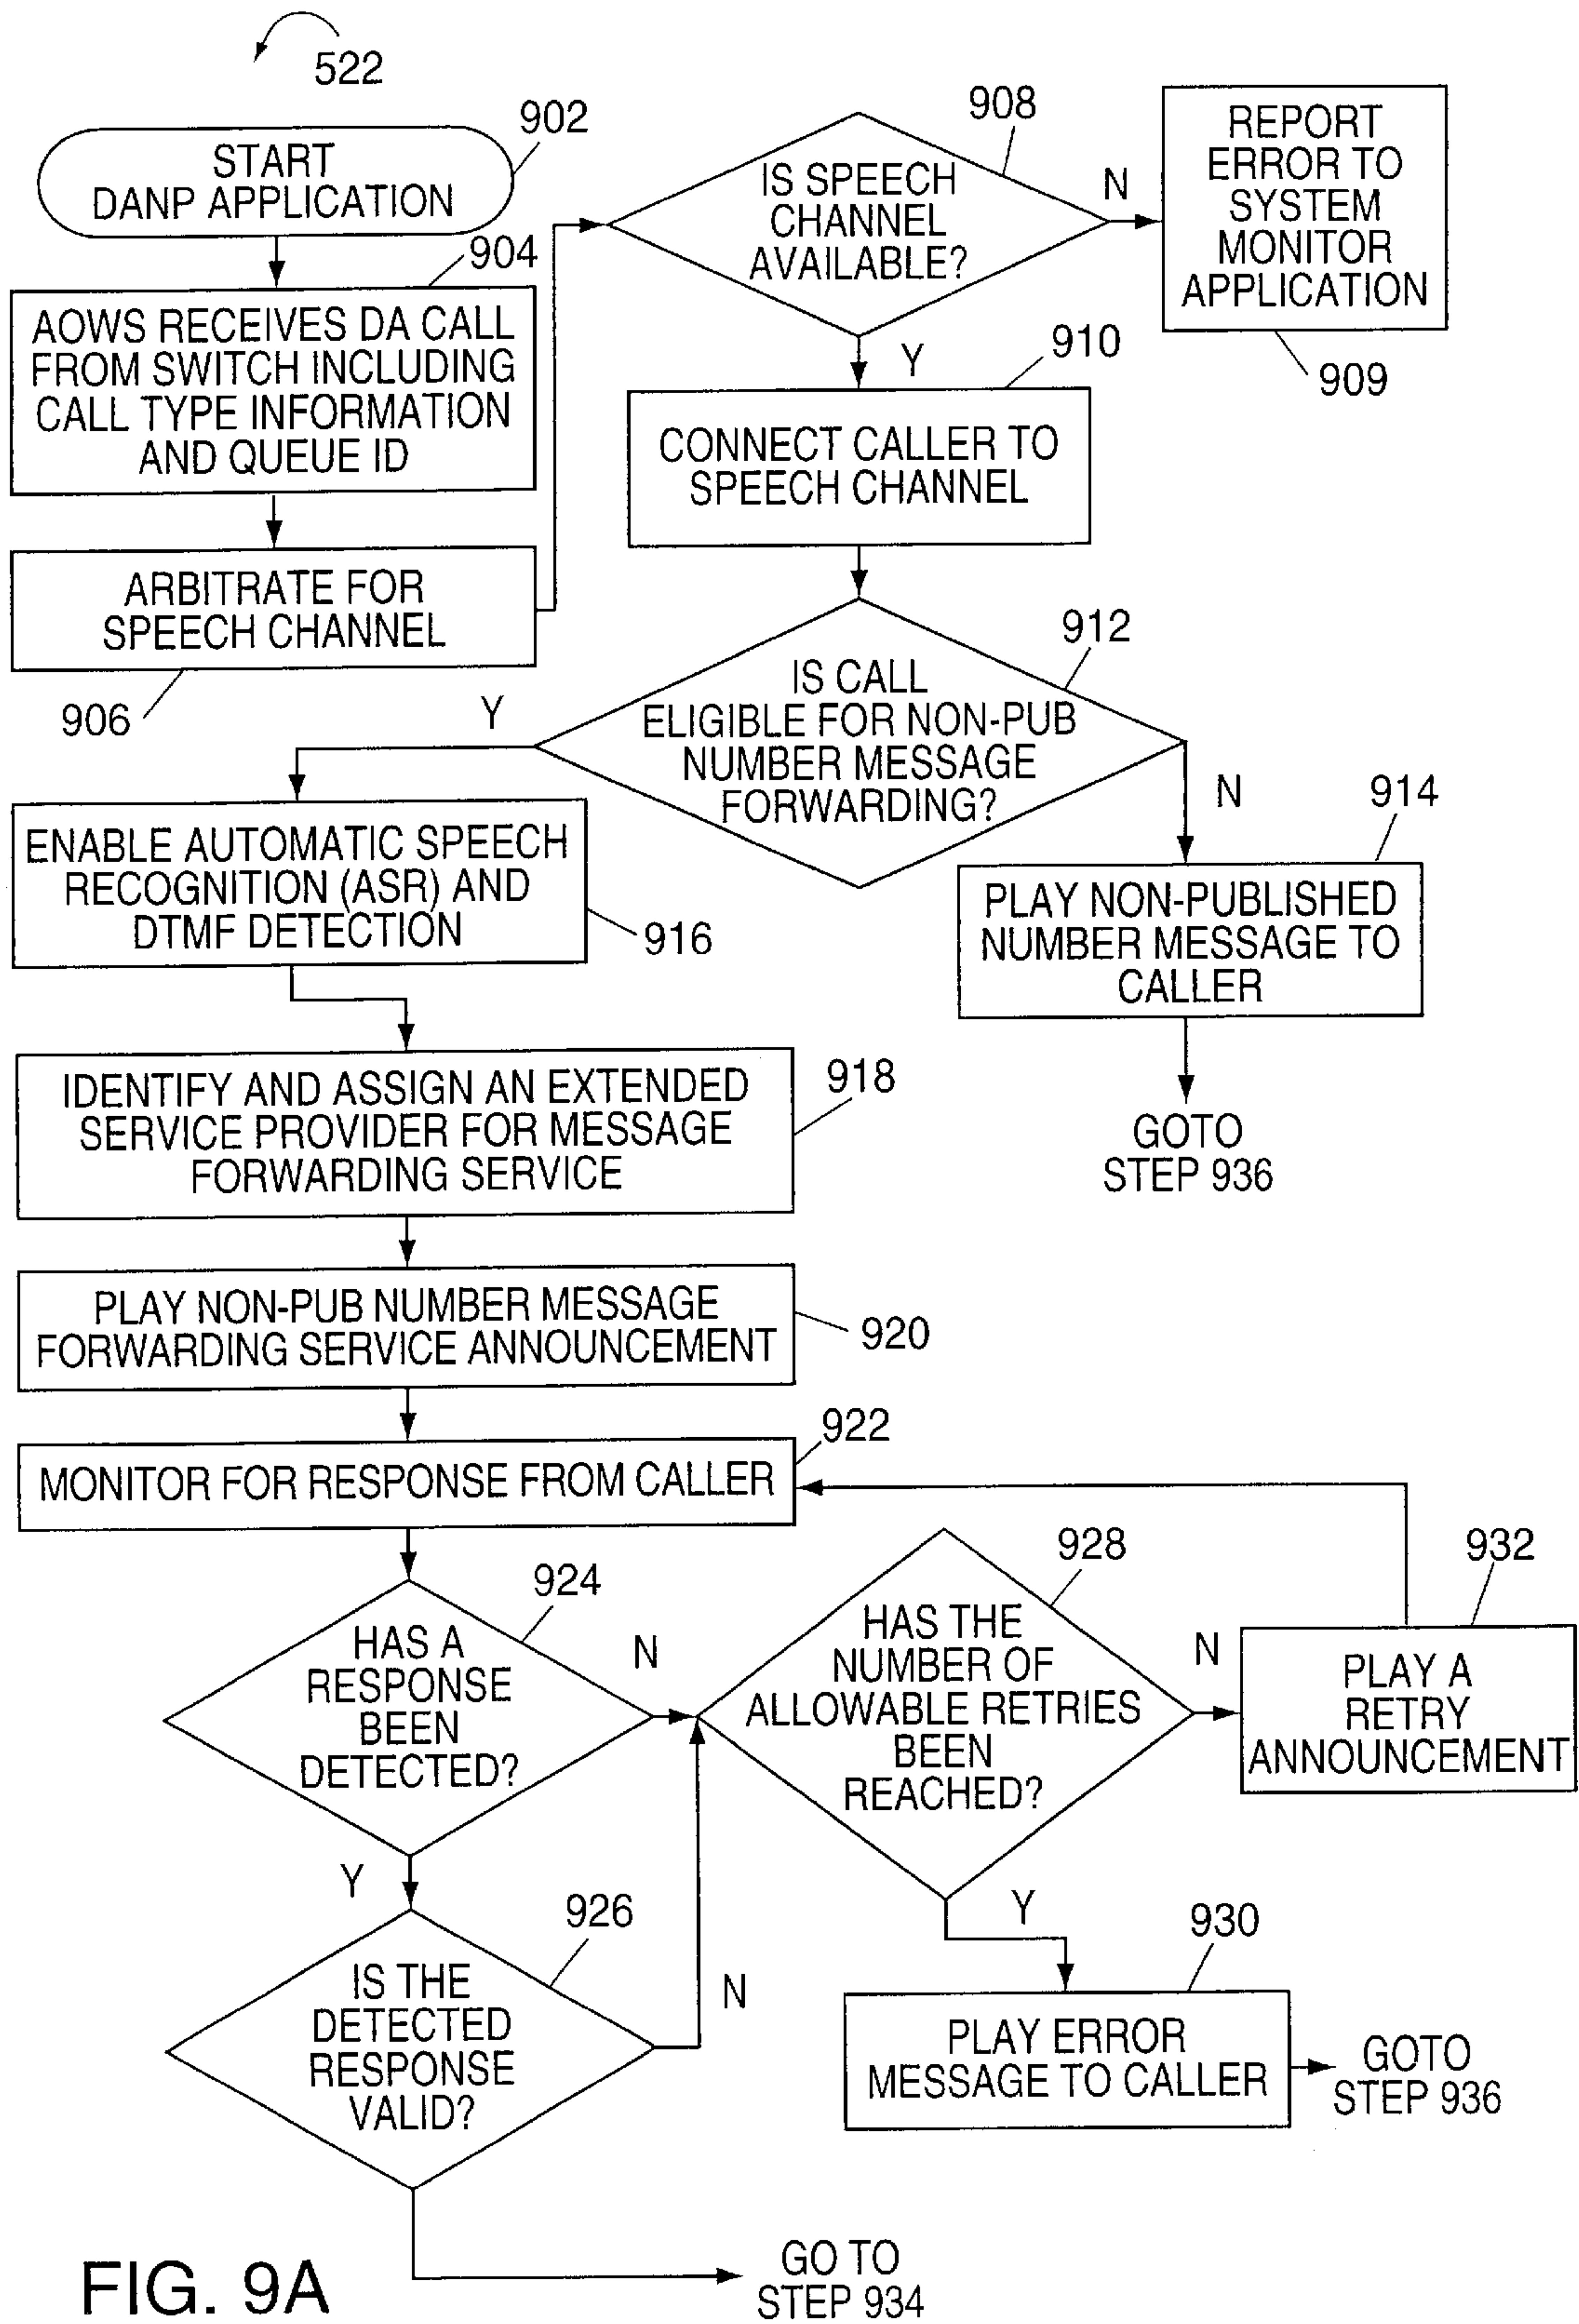 522
902
START
DANP APPLICATION
904
AOWS RECEIVES DA CALL
FROM SWITCH INCLUDING
CALL TYPE INFORMATION
AND QUEUE ID
ARBITRATE FOR
SPEECH CHANNEL
906
908
IS SPEECH
CHANNEL
AVAILABLE?
N
REPORT
ERROR TO
SYSTEM
MONITOR
APPLICATION
909
Y
910
CONNECT CALLER TO
SPEECH CHANNEL
912
IS CALL
ELIGIBLE FOR NON-PUB
NUMBER MESSAGE
FORWARDING?
Y
N
914
PLAY NON-PUBLISHED
NUMBER MESSAGE TO
CALLER
GOTO
STEP 936
ENABLE AUTOMATIC SPEECH
RECOGNITION (ASR) AND
DTMF DETECTION
916
IDENTIFY AND ASSIGN AN EXTENDED
SERVICE PROVIDER FOR MESSAGE
FORWARDING SERVICE
918
PLAY NON-PUB NUMBER MESSAGE
FORWARDING SERVICE ANNOUNCEMENT
920
922
MONITOR FOR RESPONSE FROM CALLER
924
HAS A
RESPONSE
BEEN
DETECTED?
N
928
HAS THE
NUMBER OF
ALLOWABLE RETRIES
BEEN
REACHED?
N
932
PLAY A
RETRY
ANNOUNCEMENT
Y
926
IS THE
DETECTED
RESPONSE
VALID?
N
Y
930
PLAY ERROR
MESSAGE TO CALLER
GOTO
STEP 936
GO TO
STEP 934
FIG. 9A